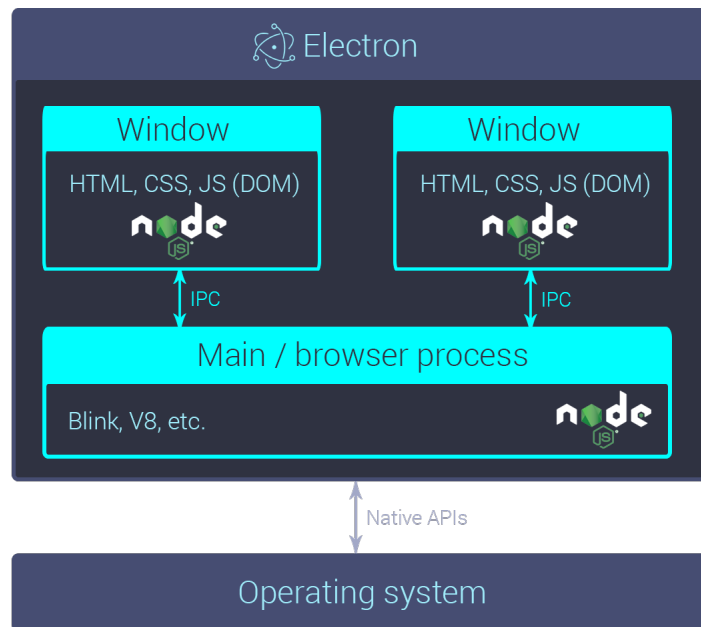 Electron
Window
HTML, CSS, JS (DOM)
node
JS
IPC
Window
HTML, CSS, JS (DOM)
node
JS
IPC
Main / browser process
Blink, V8, etc.
node
JS
Native APIs
Operating system